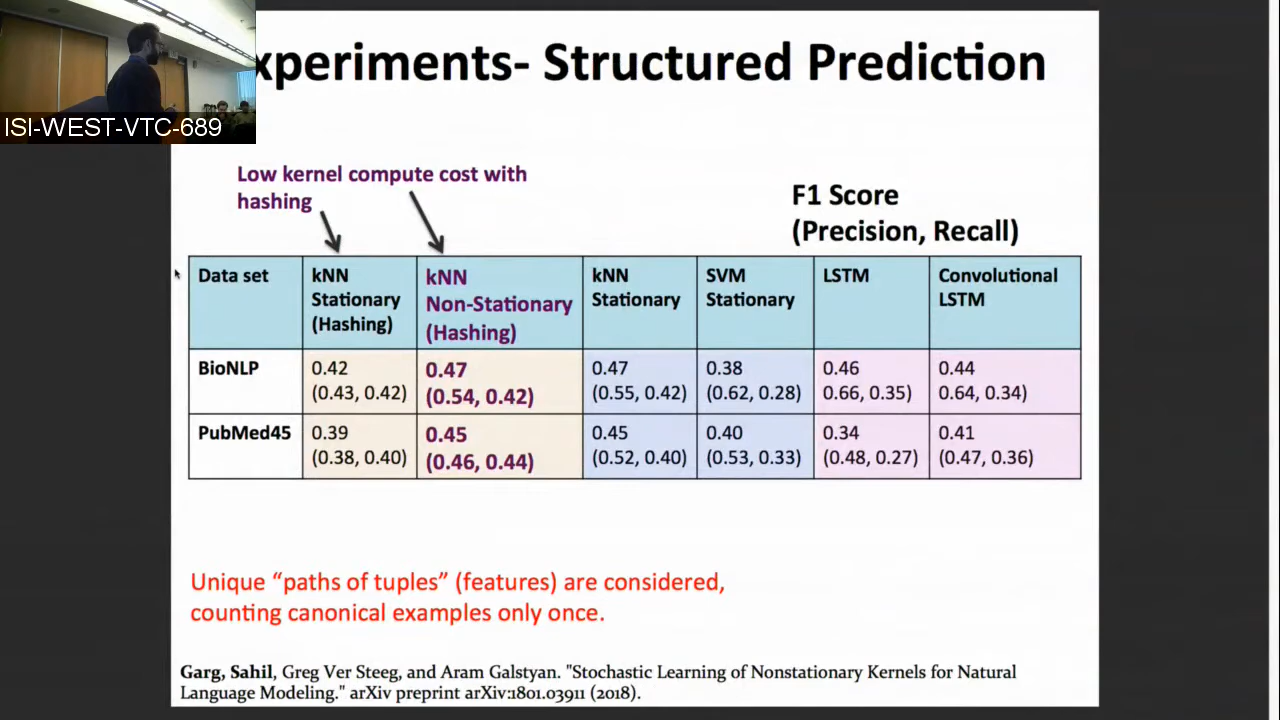 xperiments- Structured Prediction
ISI-WEST-VTC-689
Low kernel compute cost with
hashing
F1 Score
(Precision, Recall)
Data set
kNN
Stationary
(Hashing)
kNN
Non-Stationary
(Hashing)
kNN
Stationary
SVM
Stationary
LSTM
Convolutional
LSTM
BioNLP
0.42
(0.43, 0.42)
0.47
(0.54, 0.42)
0.47
(0.55, 0.42)
0.38
(0.62, 0.28)
0.46
0.66, 0.35)
0.44
0.64, 0.34)
PubMed45
0.39
(0.38, 0.40)
0.45
(0.46, 0.44)
0.45
(0.52, 0.40)
0.40
(0.53, 0.33)
0.34
(0.48, 0.27)
0.41
(0.47, 0.36)
Unique “paths of tuples” (features) are considered,
counting canonical examples only once.
Garg, Sahil, Greg Ver Steeg, and Aram Galstyan. "Stochastic Learning of Nonstationary Kernels for Natural
Language Modeling." arXiv preprint arXiv:1801.03911 (2018).